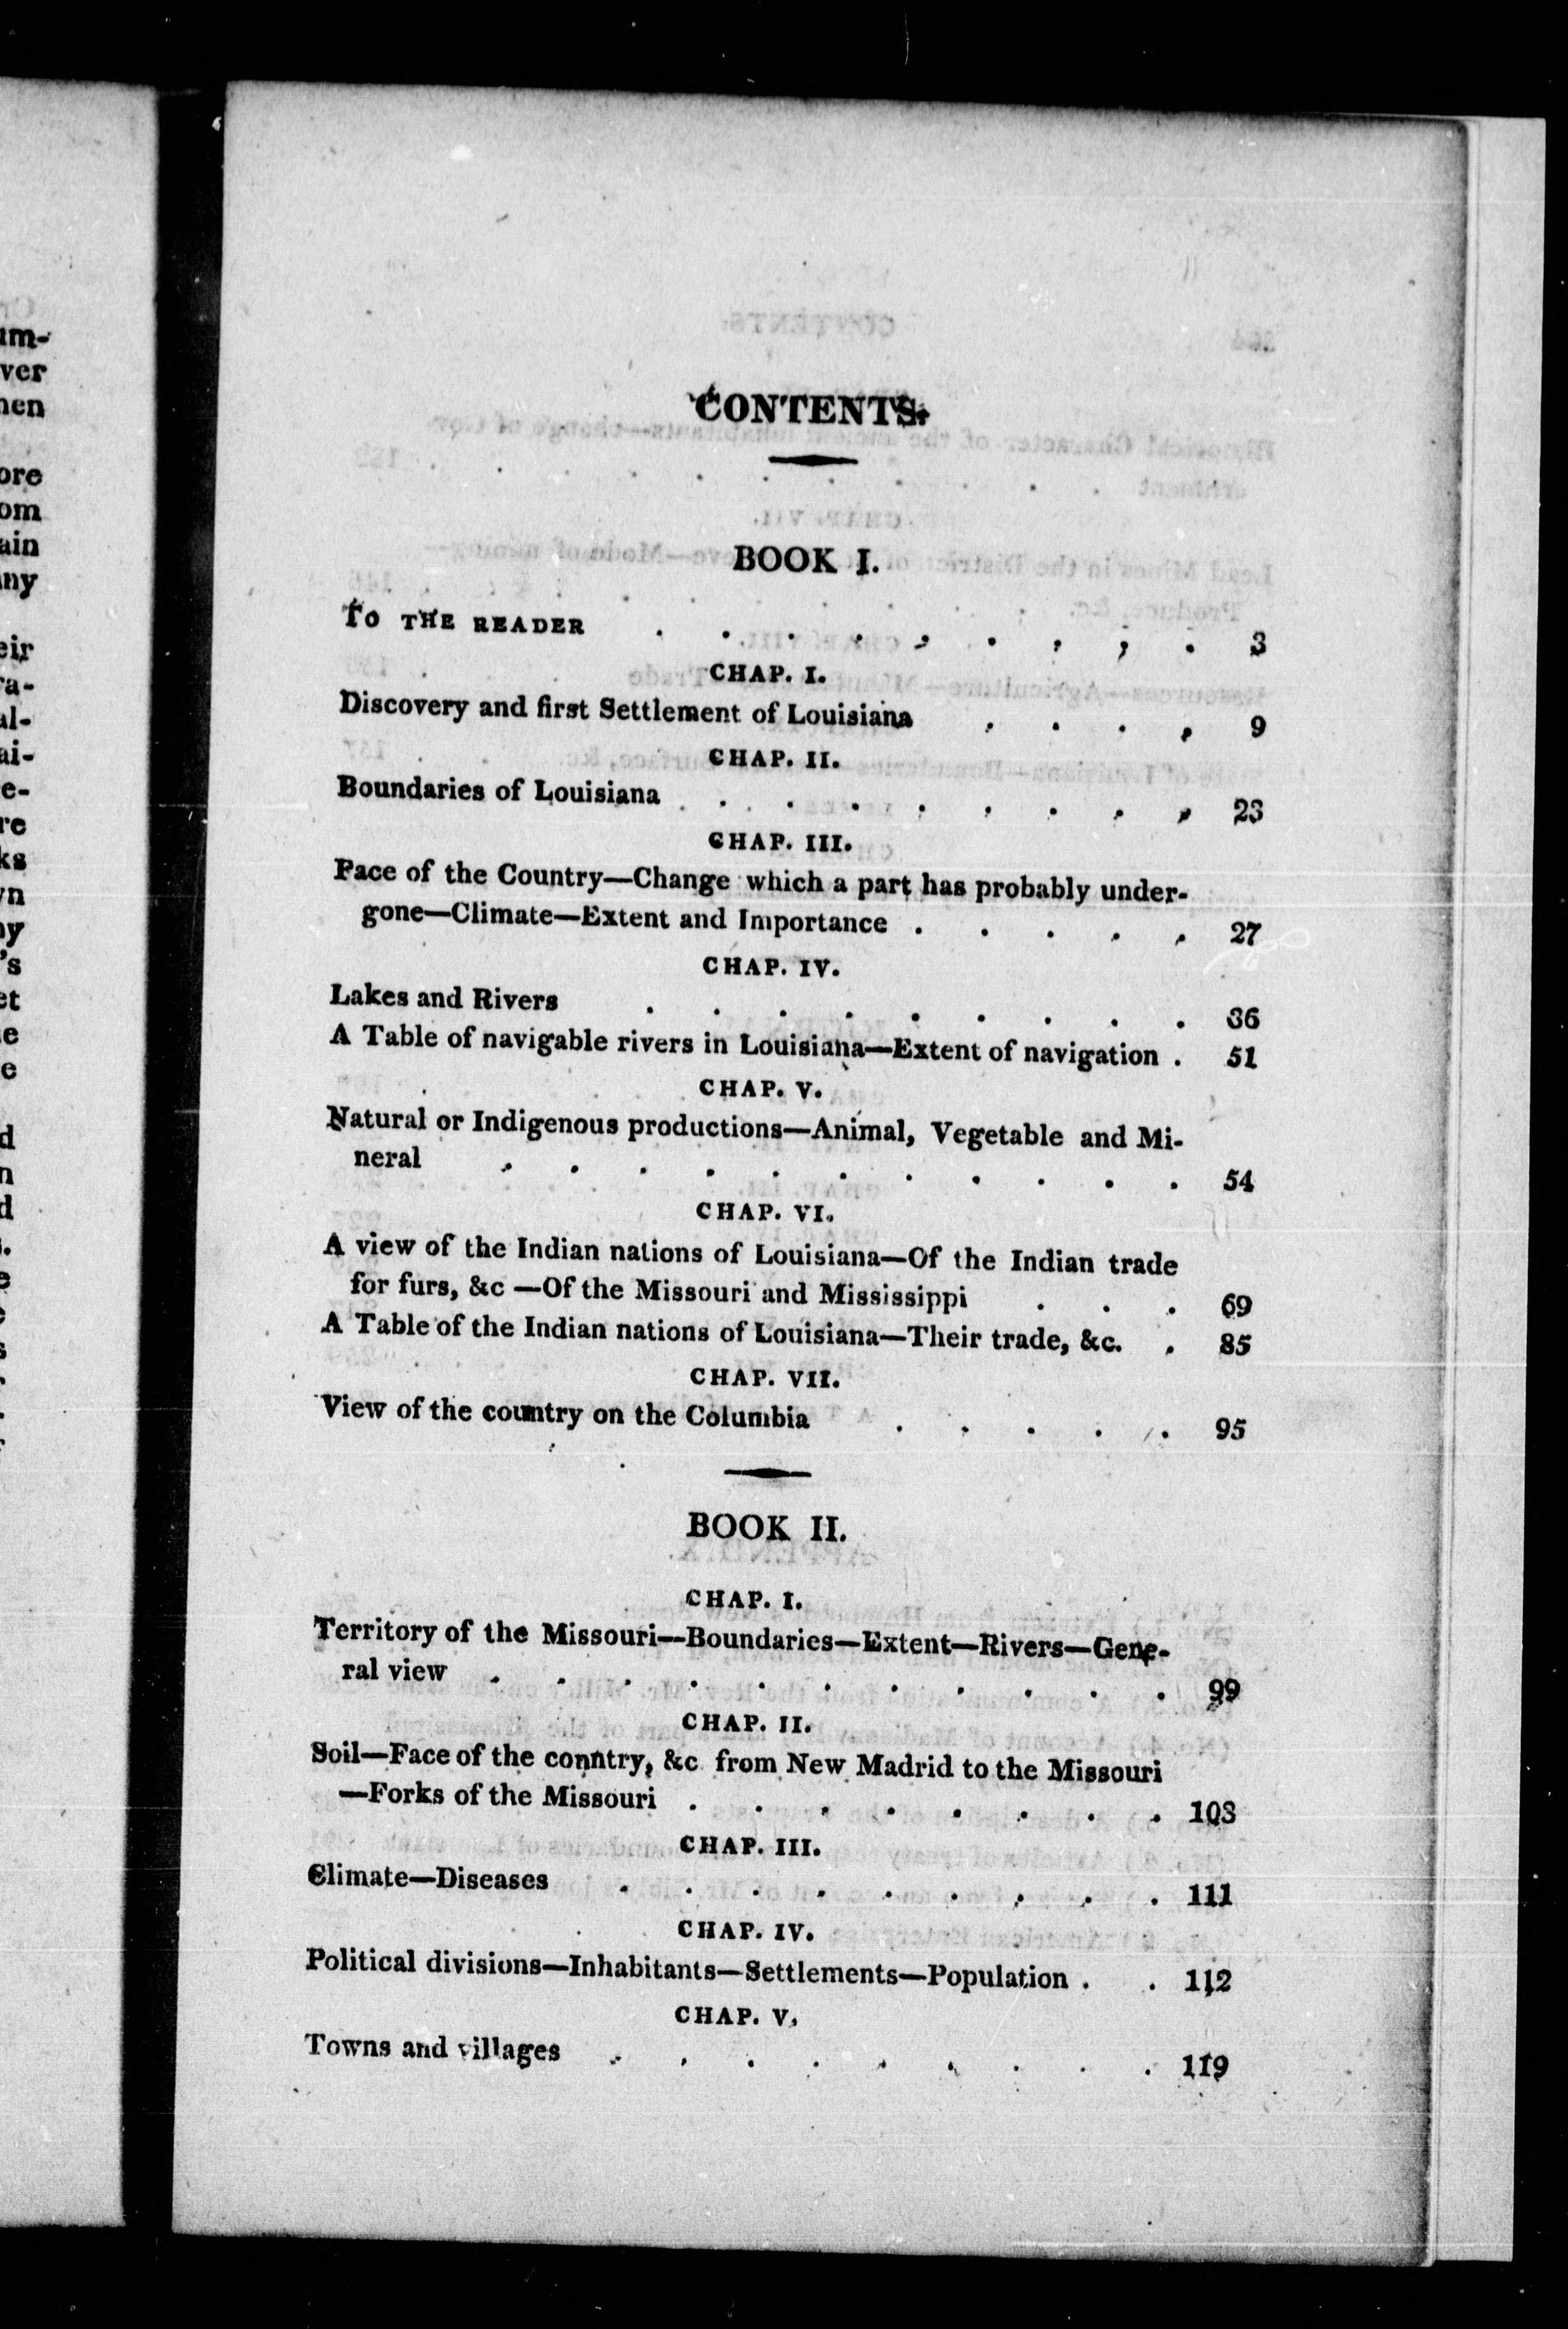 CONTENTS.
BOOK I.
To THE READER . . . . . . . . . 3
CHAP. I.
Discovery and first Settlement of Louisiana . . . . 9
CHAP. II.
Boundaries of Louisiana . . . . . . . . 23
CHAP. III.
Face of the Country—Change which a part has probably under-
gone—Climate—Extent and Importance . . . . . 27
CHAP. IV.
Lakes and Rivers . . . . . . . . . 36
A Table of navigable rivers in Louisiana—Extent of navigation . 51
CHAP. V.
Natural or Indigenous productions—Animal, Vegetable and Mi-
neral . . . . . . . . . . . 54
CHAP. VI.
A view of the Indian nations of Louisiana—Of the Indian trade
for furs, &c —Of the Missouri and Mississippi . . . 69
A Table of the Indian nations of Louisiana—Their trade, &c. . 85
CHAP. VII.
View of the country on the Columbia . . . . . 95
BOOK II.
CHAP. I.
Territory of the Missouri—Boundaries—Extent—Rivers—Gene-
ral view . . . . . . . . . . . 99
CHAP. II.
Soil—Face of the conntry, &c from New Madrid to the Missouri
—Forks of the Missouri . . . . . . . . 103
CHAP. III.
Climate—Diseases . . . . . . . . . 111
CHAP. IV.
Political divisions—Inhabitants—Settlements—Population . . 112
CHAP. V.
Towns and villages . . . . . . . . . 119